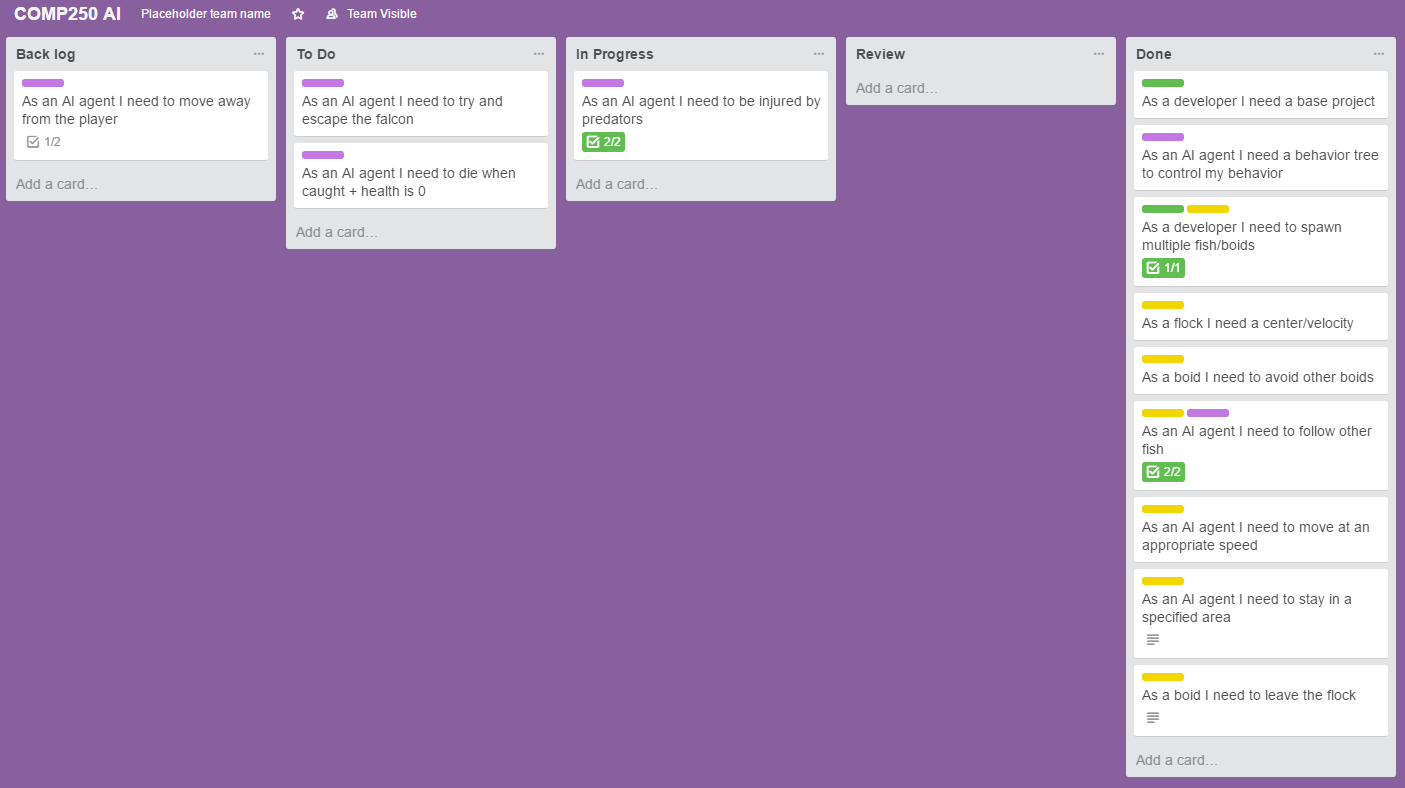 COMP250 AI
Placeholder team name
Team Visible
Back log
As an AI agent I need to move away
from the player
1/2
Add a card…
To Do
As an AI agent I need to try and
escape the falcon
As an AI agent I need to die when
caught + health is 0
Add a card…
In Progress
As an AI agent I need to be injured by
predators
2/2
Add a card…
Review
Add a card…
Done
As a developer I need a base project
As an AI agent I need a behavior tree
to control my behavior
As a developer I need to spawn
multiple fish/boids
1/1
As a flock I need a center/velocity
As a boid I need to avoid other boids
As an AI agent I need to follow other
fish
2/2
As an AI agent I need to move at an
appropriate speed
As an AI agent I need to stay in a
specified area
As a boid I need to leave the flock
Add a card…